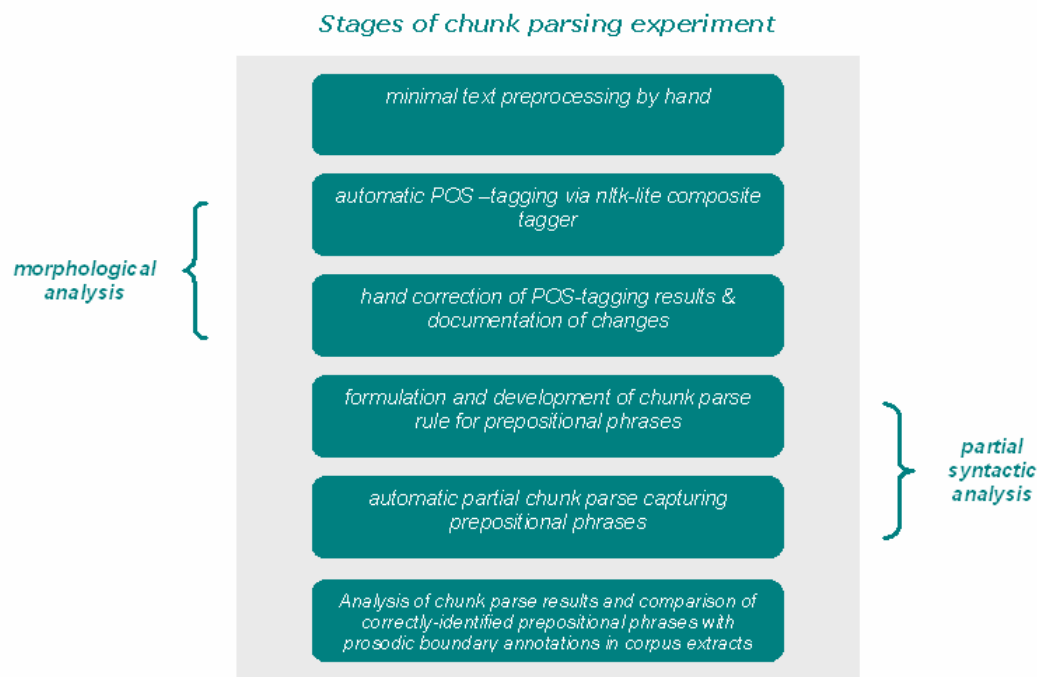 Stages of chunk parsing experiment
minimal text preprocessing by hand
automatic POS –tagging via nltk-lite composite
tagger
morphological
analysis
hand correction of POS-tagging results &
documentation of changes
formulation and development of chunk parse
rule for prepositional phrases
partial
syntactic
analysis
automatic partial chunk parse capturing
prepositional phrases
Analysis of chunk parse results and comparison of
correctly-identified prepositional phrases with
prosodic boundary annotations in corpus extracts